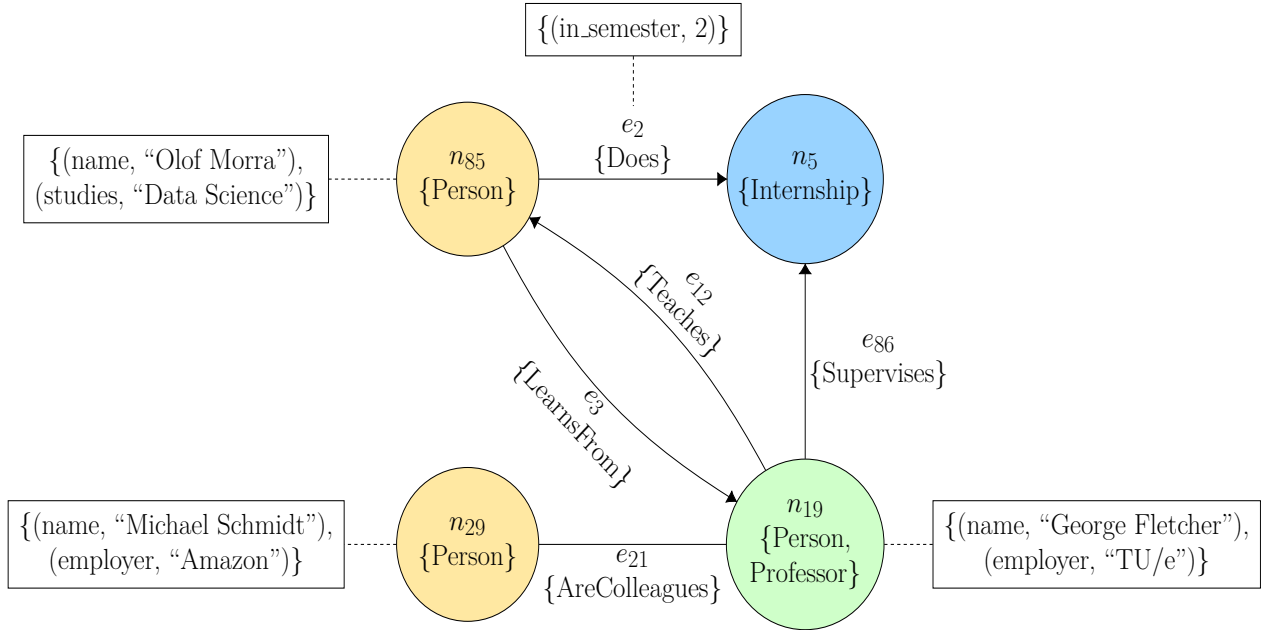 {(in_semester, 2)}
e2
{Does}
n85
{Person}
n5
{Internship}
{(name, “Olof Morra”),
(studies, “Data Science”)}
e12
{Teaches}
e86
{Supervises}
e3
{LearnsFrom}
{(name, “Michael Schmidt”),
(employer, “Amazon”)}
n29
{Person}
e21
{AreColleagues}
n19
{Person,
Professor}
{(name, “George Fletcher”),
(employer, “TU/e”)}